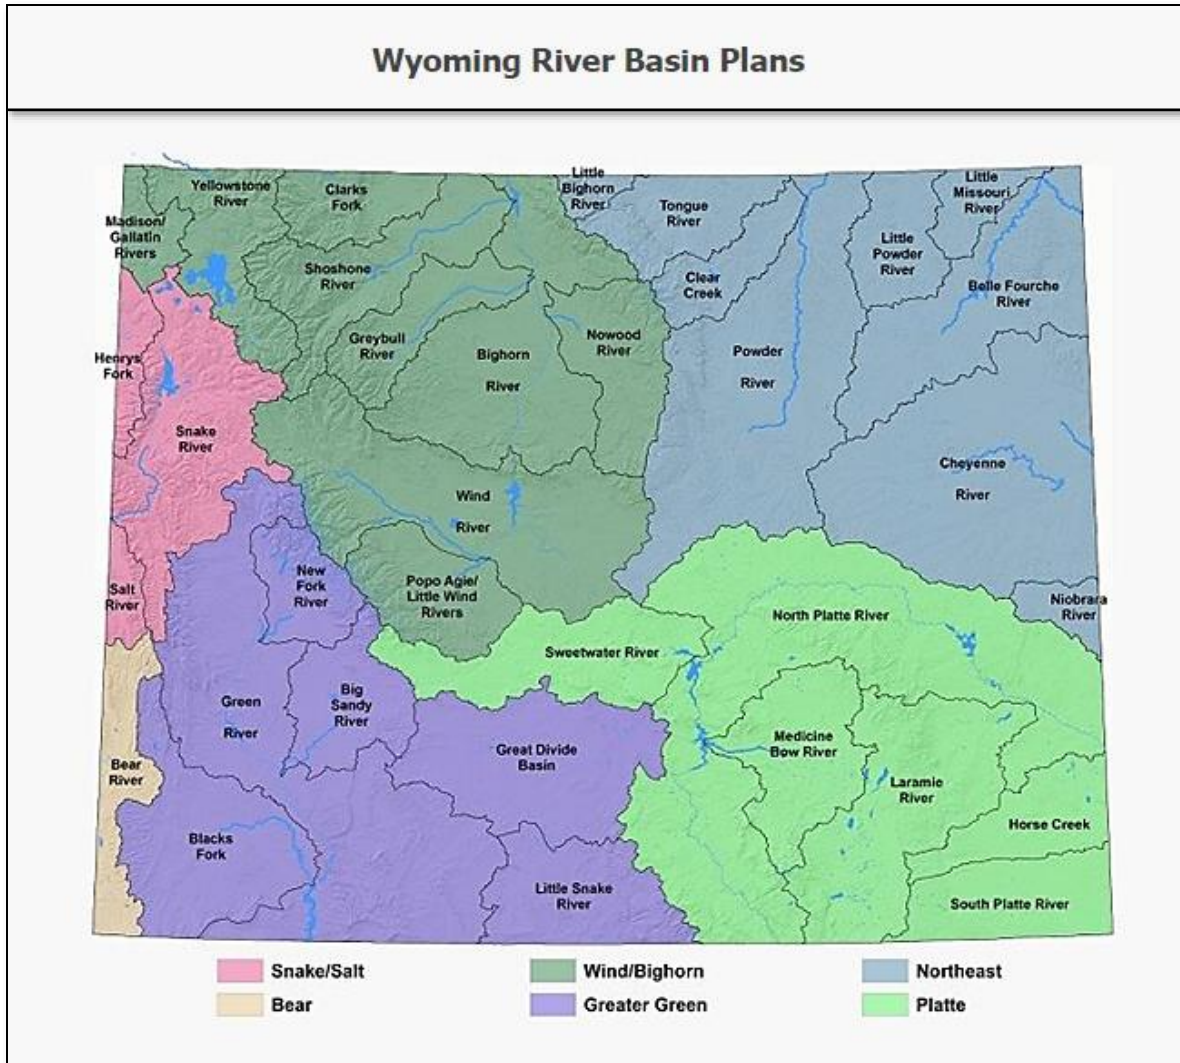 Wyoming River Basin Plans
Yellowstone
River
Clarks
Fork
Little
Bighorn
River
Tongue
River
Little
Missouri
River
Madison/
Gallatin
Rivers
Shoshone
River
Clear
Creek
Little
Powder
River
Belle Fourche
River
Henrys
Fork
Greybull
River
Bighorn
River
Nowood
River
Powder
River
Snake
River
Wind
River
Cheyenne
River
Salt
River
New
Fork
River
Popo Agie/
Little Wind
Rivers
Niobrara
River
North Platte River
Sweetwater River
Green
River
Big
Sandy
River
Great Divide
Basin
Medicine
Bow River
Bear
River
Laramie
River
Blacks
Fork
Horse Creek
Little Snake
River
South Platte River
Snake/Salt
Wind/Bighorn
Northeast
Bear
Greater Green
Platte